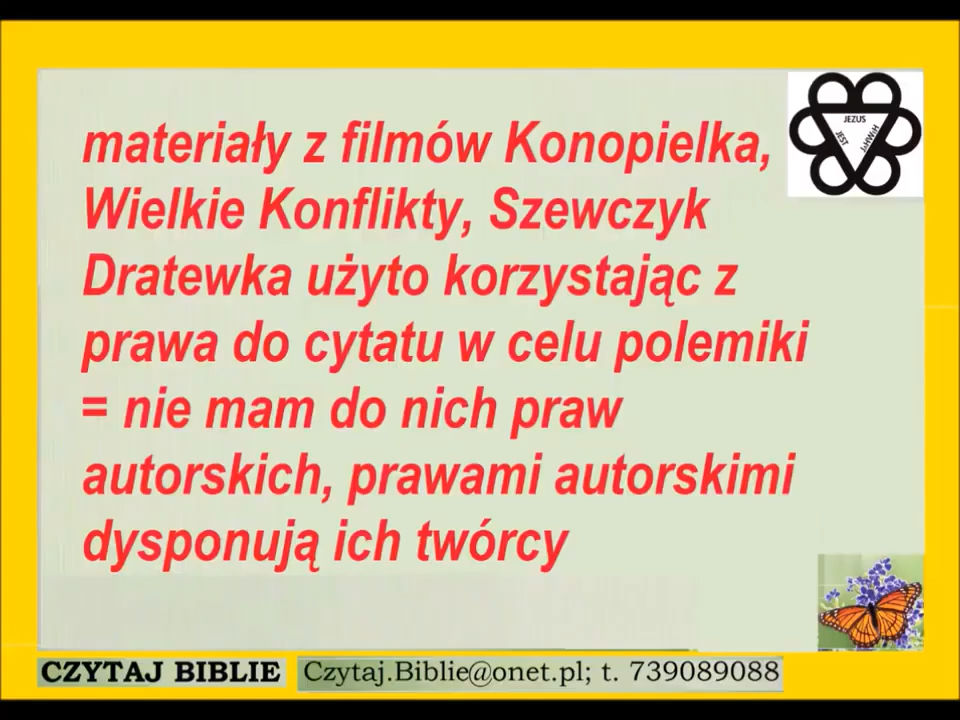 materiały z filmów Konopielka,
Wielkie Konflikty, Szewczyk
Dratewka użyto korzystając z
prawa do cytatu w celu polemiki
= nie mam do nich praw
autorskich, prawami autorskimi
dysponują ich twórcy
JEZUS
JEST
JaHWeH
CZYTAJ BIBLIE
Czytaj.Biblie@onet.pl; t. 739089088